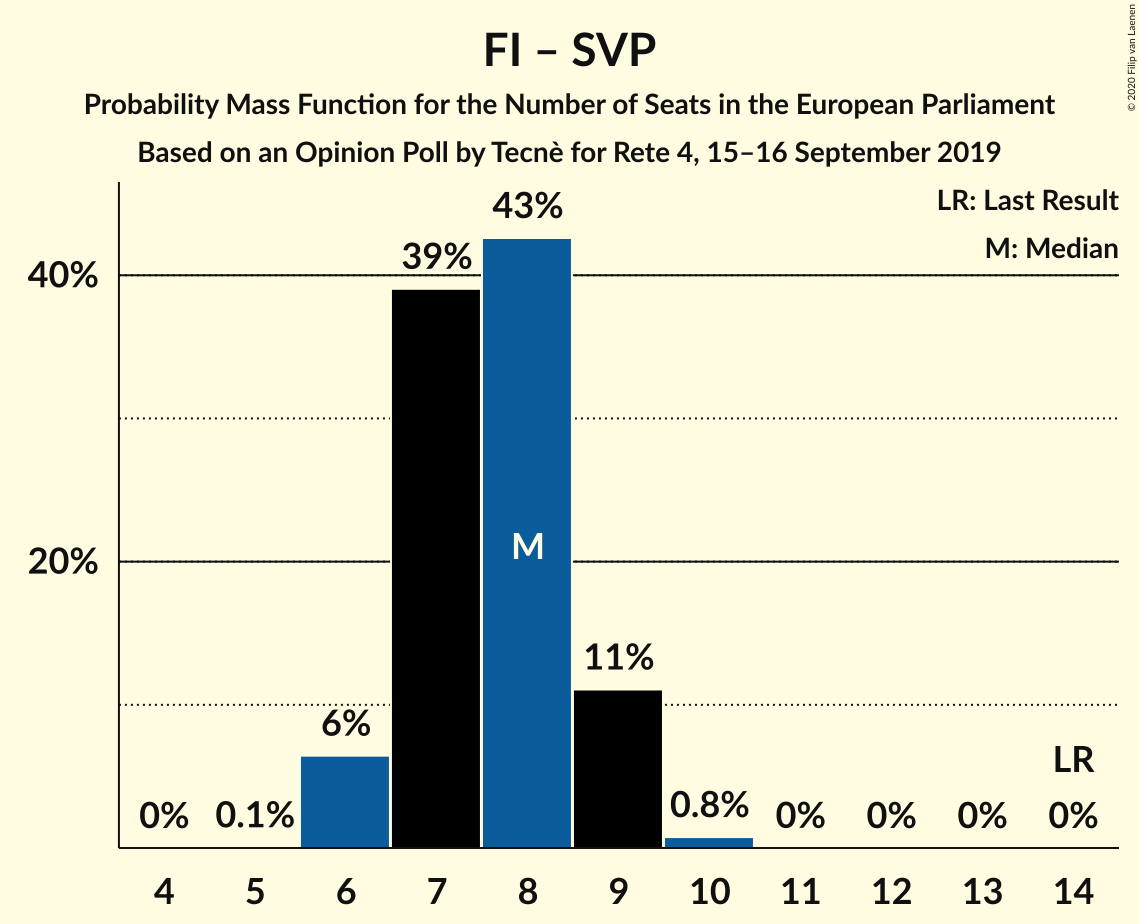 FI – SVP
Probability Mass Function for the Number of Seats in the European Parliament
Based on an Opinion Poll by Tecnè for Rete 4, 15–16 September 2019
© 2020 Filip van Laenen
LR: Last Result
M: Median
40%
20%
0%
0.1%
6%
39%
43%
M
11%
0.8%
0%
0%
0%
LR
0%
4 5 6 7 8 9 10 11 12 13 14